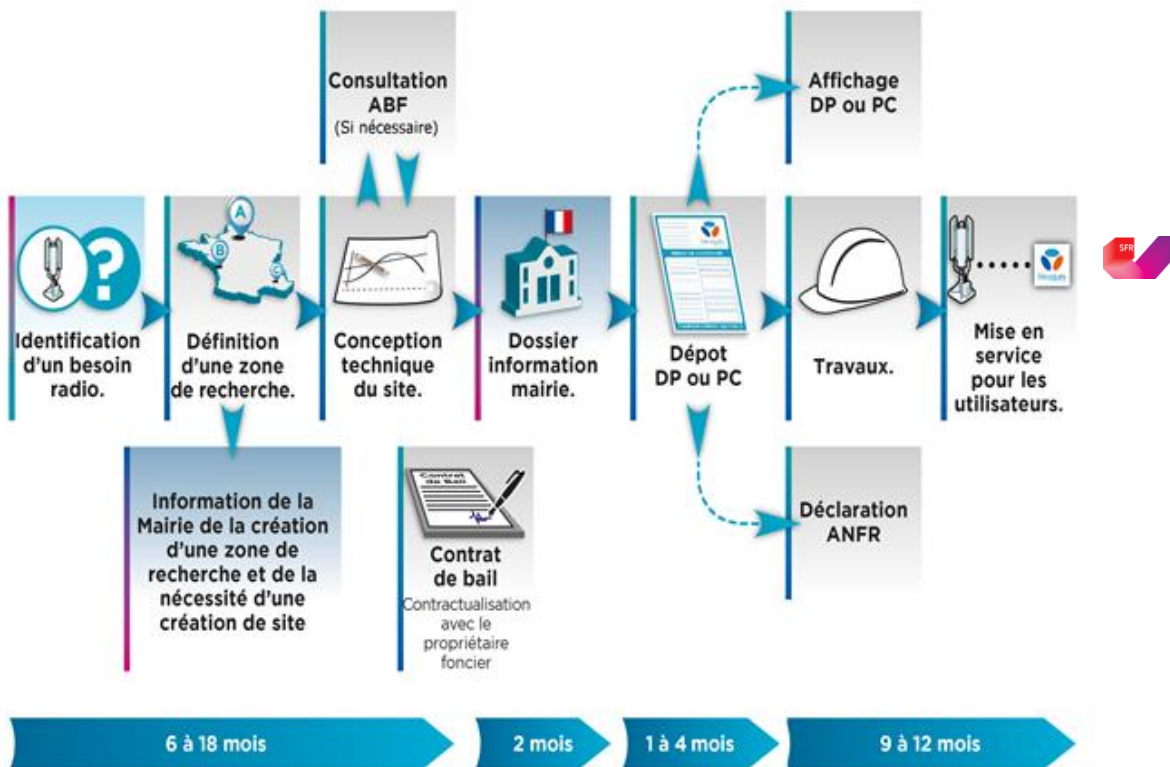 Consultation
ABF
(Si nécessaire)
Affichage
DP ou PC
A
B
C
Identification
d'un besoin
radio.
Définition
d'une zone
de recherche.
Conception
technique
du site.
Dossier
information
mairie.
Dépot
DP ou PC
Travaux.
Mise en
service
pour les
utilisateurs.
SFR
Information de la
Mairie de la création
d'une zone de
recherche et de la
nécessité d'une
création de site
Contrat
de Bail
Contrat
de bail
Contractualisation
avec le
propriétaire
foncier
Déclaration
ANFR
6 à 18 mois
2 mois
1 à 4 mois
9 à 12 mois